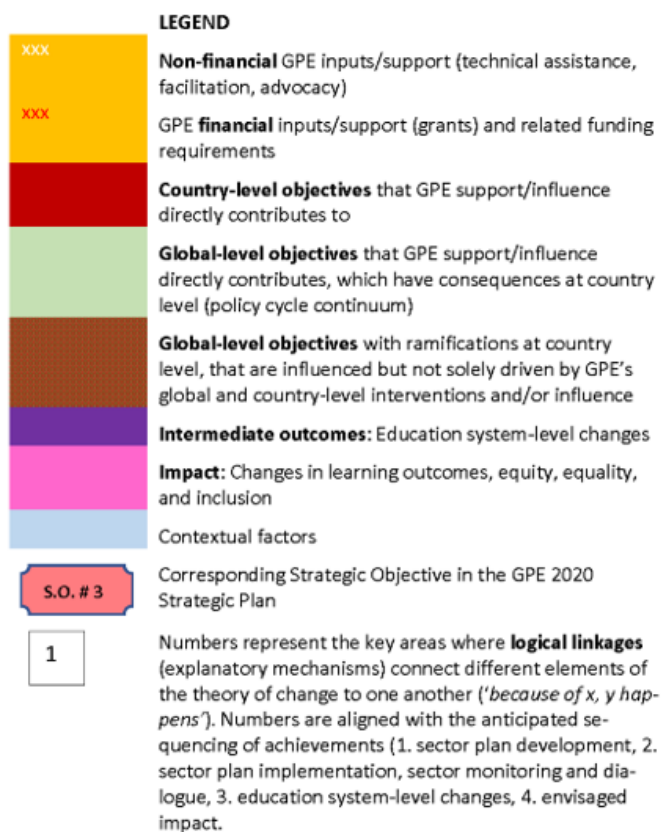 LEGEND
xxx
Non-financial GPE inputs/support (technical assistance,
facilitation, advocacy)
xxx
GPE financial inputs/support (grants) and related funding
requirements
Country-level objectives that GPE support/influence
directly contributes to
Global-level objectives that GPE support/influence
directly contributes, which have consequences at country
level (policy cycle continuum)
Global-level objectives with ramifications at country
level, that are influenced but not solely driven by GPE’s
global and country-level interventions and/or influence
Intermediate outcomes: Education system-level changes
Impact: Changes in learning outcomes, equity, equality,
and inclusion
Contextual factors
S.O. # 3
Corresponding Strategic Objective in the GPE 2020
Strategic Plan
1
Numbers represent the key areas where logical linkages
(explanatory mechanisms) connect different elements of
the theory of change to one another (‘because of x, y hap-
pens’). Numbers are aligned with the anticipated se-
quencing of achievements (1. sector plan development, 2.
sector plan implementation, sector monitoring and dia-
logue, 3. education system-level changes, 4. envisaged
impact.